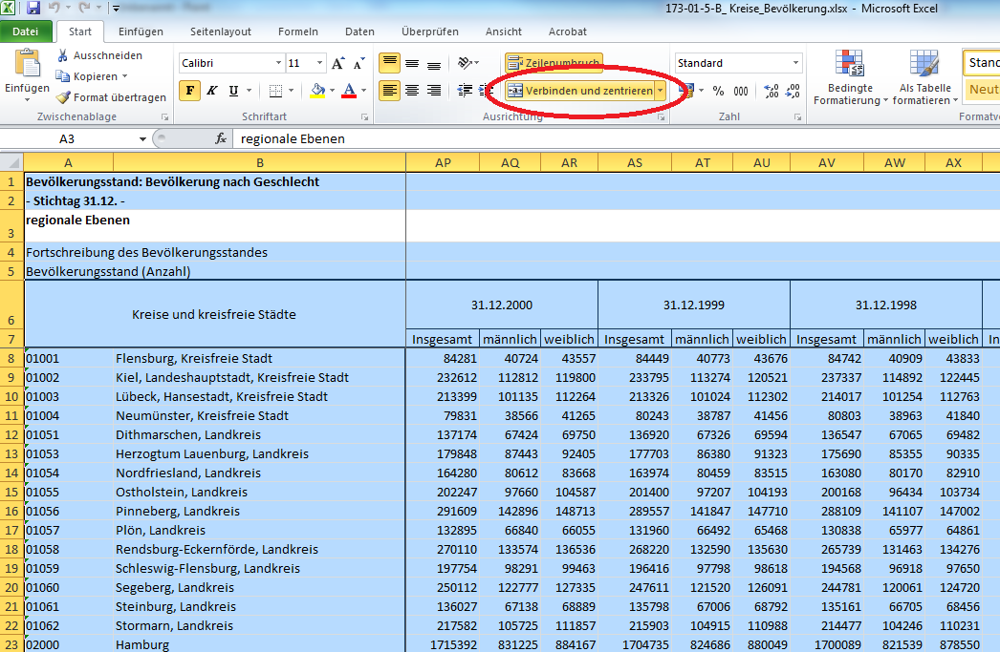 173-01-5-B_ Kreise_Bevölkerung.xlsx - Microsoft Excel
Datei Start Einfügen Seitenlayout Formeln Daten Überprüfen Ansicht Acrobat
Einfügen Ausschneiden Kopieren Format übertragen
Calibri 11 Zeilenumbruch Standard
F K U Verbinden und zentrieren % 000
Bedingte Formatierung Als Tabelle formatieren Stand Neut
Zwischenablage Schriftart Ausrichtung Zahl Formatv
A3 fx regionale Ebenen
A B AP AQ AR AS AT AU AV AW AX
1 Bevölkerungsstand: Bevölkerung nach Geschlecht
2 - Stichtag 31.12. -
3 regionale Ebenen
4 Fortschreibung des Bevölkerungsstandes
5 Bevölkerungsstand (Anzahl)
6 Kreise und kreisfreie Städte 31.12.2000 31.12.1999 31.12.1998
7 Insgesamt männlich weiblich Insgesamt männlich weiblich Insgesamt männlich weiblich In
8 01001 Flensburg, Kreisfreie Stadt 84281 40724 43557 84449 40773 43676 84742 40909 43833
9 01002 Kiel, Landeshauptstadt, Kreisfreie Stadt 232612 112812 119800 233795 113274 120521 237337 114892 122445
10 01003 Lübeck, Hansestadt, Kreisfreie Stadt 213399 101135 112264 213326 101024 112302 214017 101254 112763
11 01004 Neumünster, Kreisfreie Stadt 79831 38566 41265 80243 38787 41456 80803 38963 41840
12 01051 Dithmarschen, Landkreis 137174 67424 69750 136920 67326 69594 136547 67065 69482
13 01053 Herzogtum Lauenburg, Landkreis 179848 87443 92405 177703 86380 91323 175690 85355 90335
14 01054 Nordfriesland, Landkreis 164280 80612 83668 163974 80459 83515 163080 80170 82910
15 01055 Ostholstein, Landkreis 202247 97660 104587 201400 97207 104193 200168 96434 103734
16 01056 Pinneberg, Landkreis 291609 142896 148713 289557 141847 147710 288109 141107 147002
17 01057 Plön, Landkreis 132895 66840 66055 131960 66492 65468 130838 65977 64861
18 01058 Rendsburg-Eckernförde, Landkreis 270110 133574 136536 268220 132590 135630 265739 131463 134276
19 01059 Schleswig-Flensburg, Landkreis 197754 98291 99463 196416 97798 98618 194568 96918 97650
20 01060 Segeberg, Landkreis 250112 122777 127335 247611 121520 126091 244781 120061 124720
21 01061 Steinburg, Landkreis 136027 67138 68889 135798 67006 68792 135161 66705 68456
22 01062 Stormarn, Landkreis 217582 105725 111857 215903 104915 110988 214477 104246 110231
23 02000 Hamburg 1715392 831225 884167 1704735 824686 880049 1700089 821539 878550